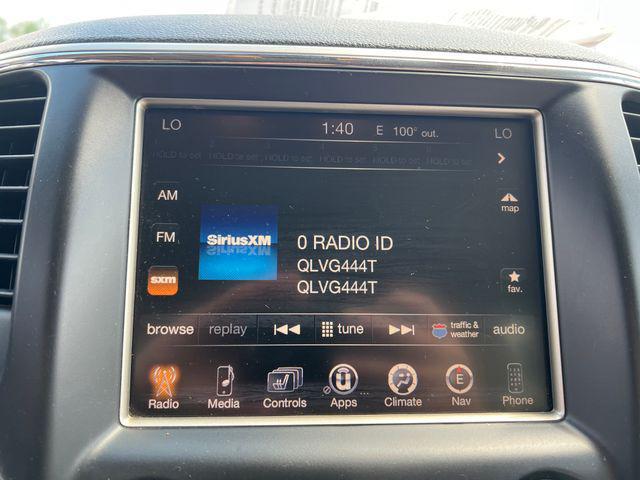 LO 1:40 E 100° out. LO
HOLD to set HOLD to set HOLD to set HOLD to set HOLD to set HOLD to set
AM
FM
sxm
SiriusXM
0 RADIO ID
QLVG444T
QLVG444T
map
fav.
browse replay tune traffic & weather audio
Radio Media Controls Apps Climate Nav Phone